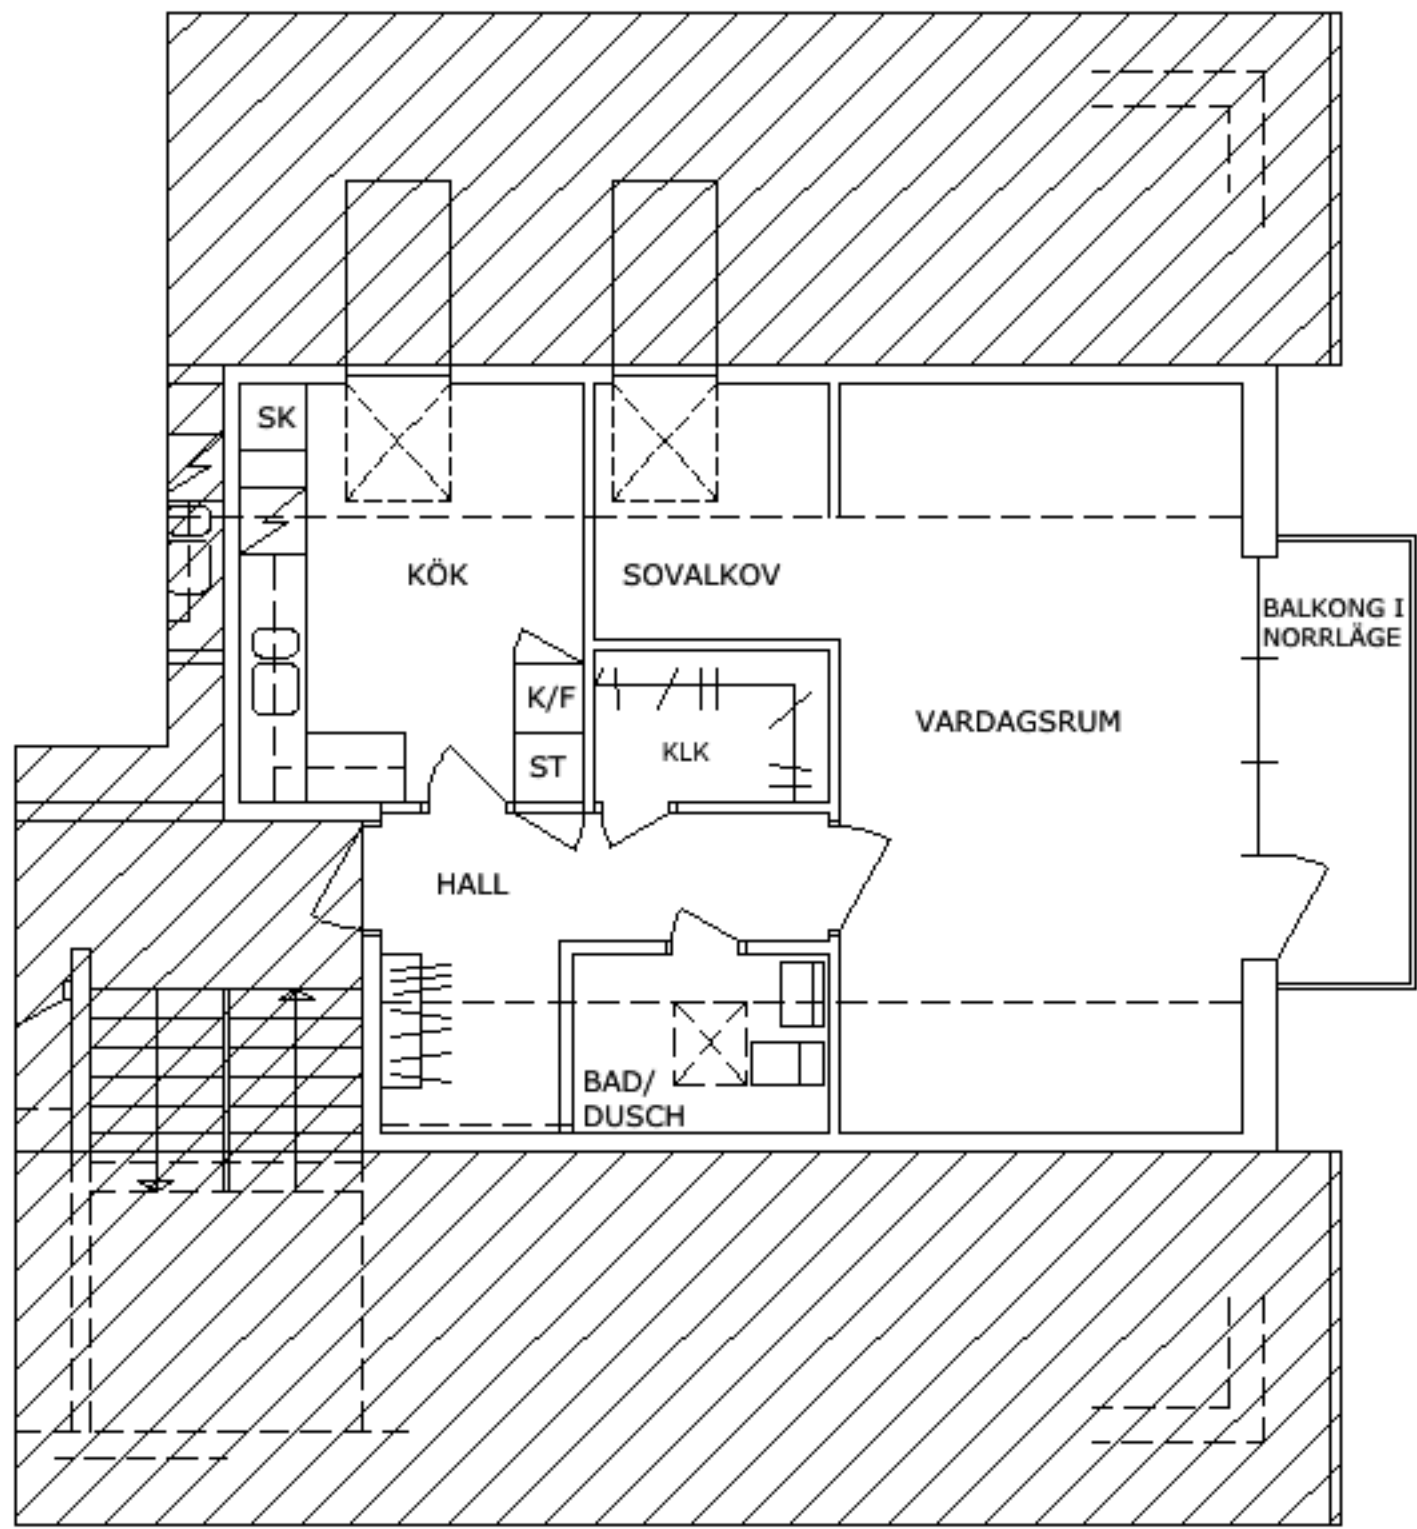 SK
KÖK
SOVALKOV
BALKONG I
NORRLÄGE
K/F
VARDAGSRUM
KLK
ST
HALL
BAD/
DUSCH